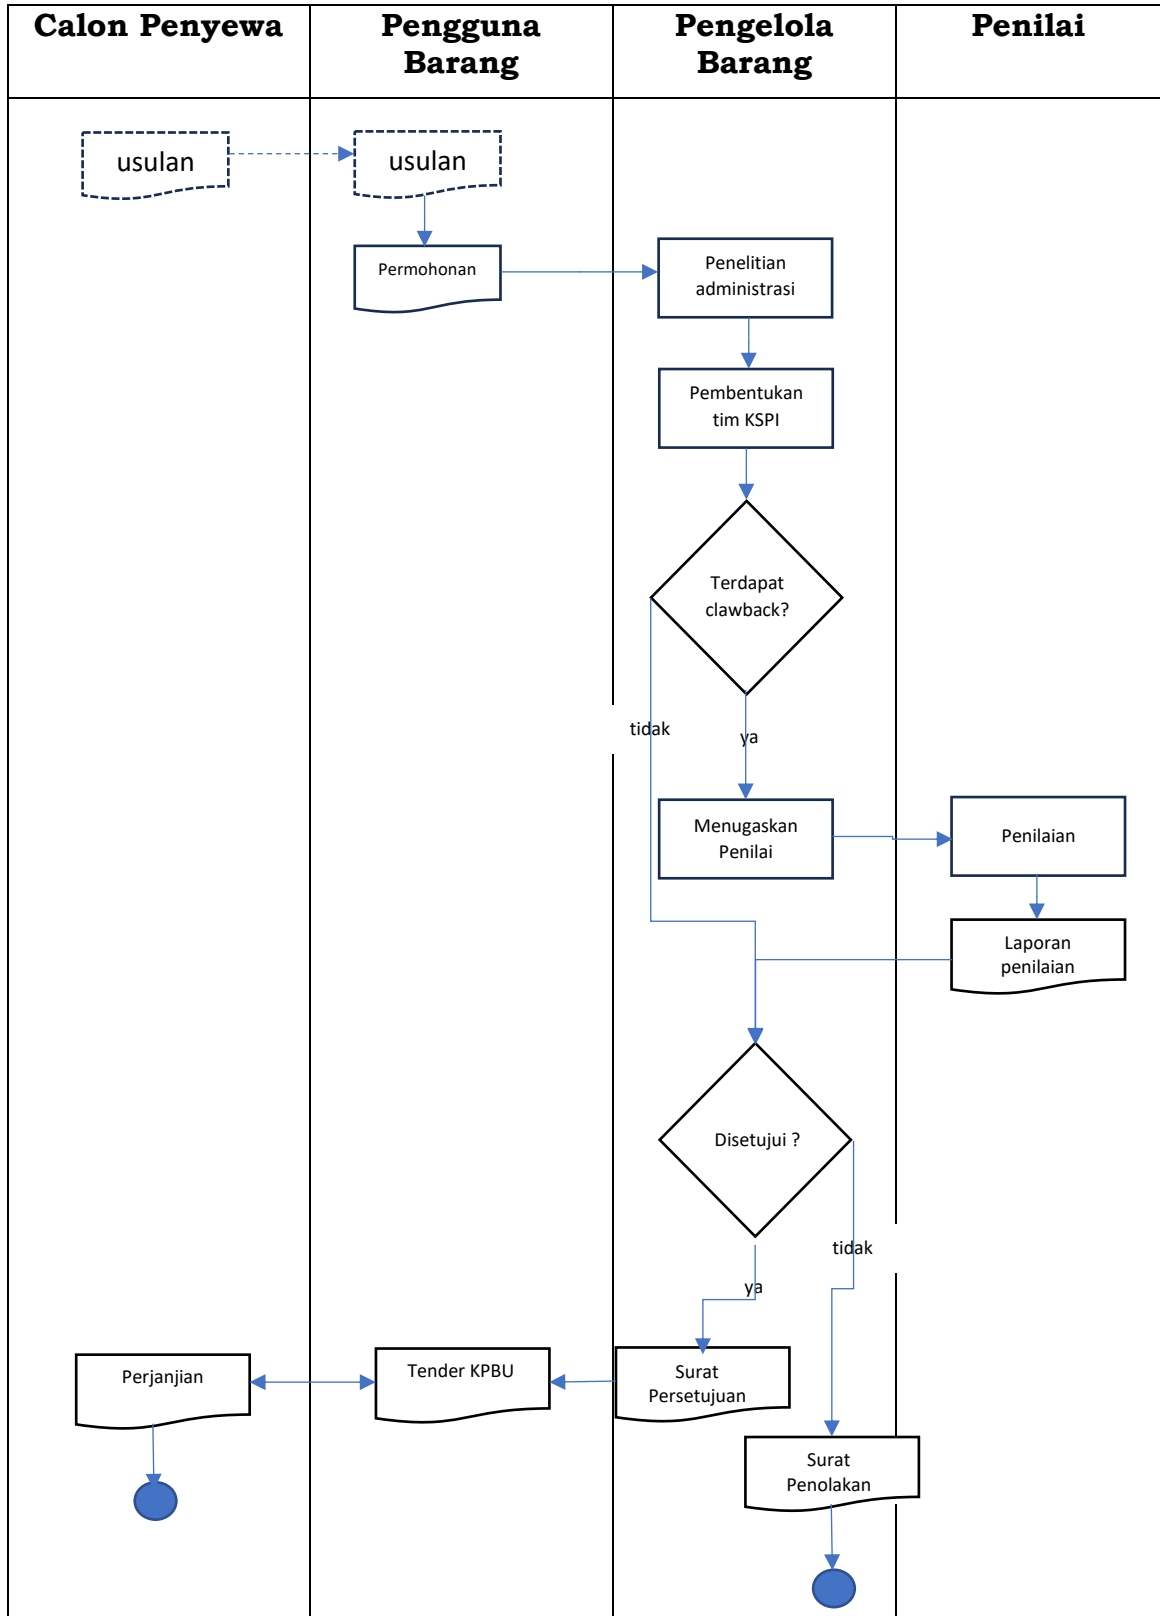 Calon Penyewa
Pengguna
Barang
Pengelola
Barang
Penilai
usulan
usulan
Permohonan
Penelitian
administrasi
Pembentukan
tim KSPI
Terdapat
clawback?
tidak
ya
Menugaskan
Penilai
Penilaian
Laporan
penilaian
Disetujui ?
tidak
ya
Perjanjian
Tender KPBU
Surat
Persetujuan
Surat
Penolakan